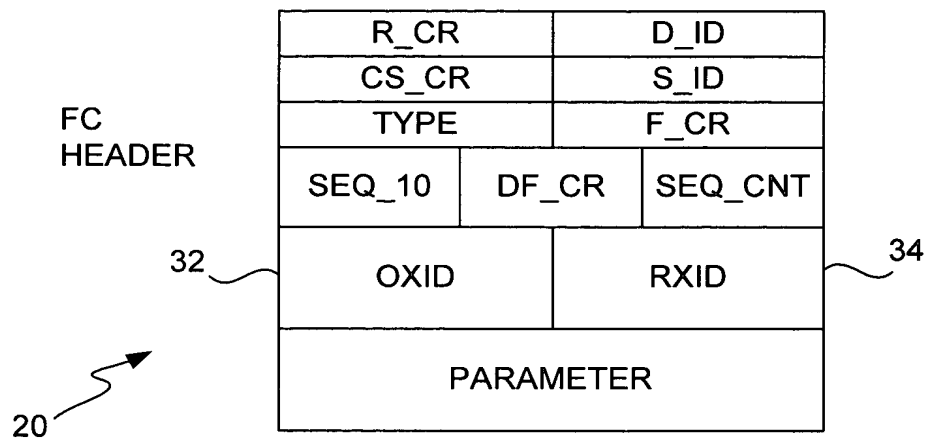 R_CR D_ID
CS_CR S_ID
FC HEADER
TYPE F_CR
SEQ_10 DF_CR SEQ_CNT
32 OXID RXID 34
PARAMETER
20